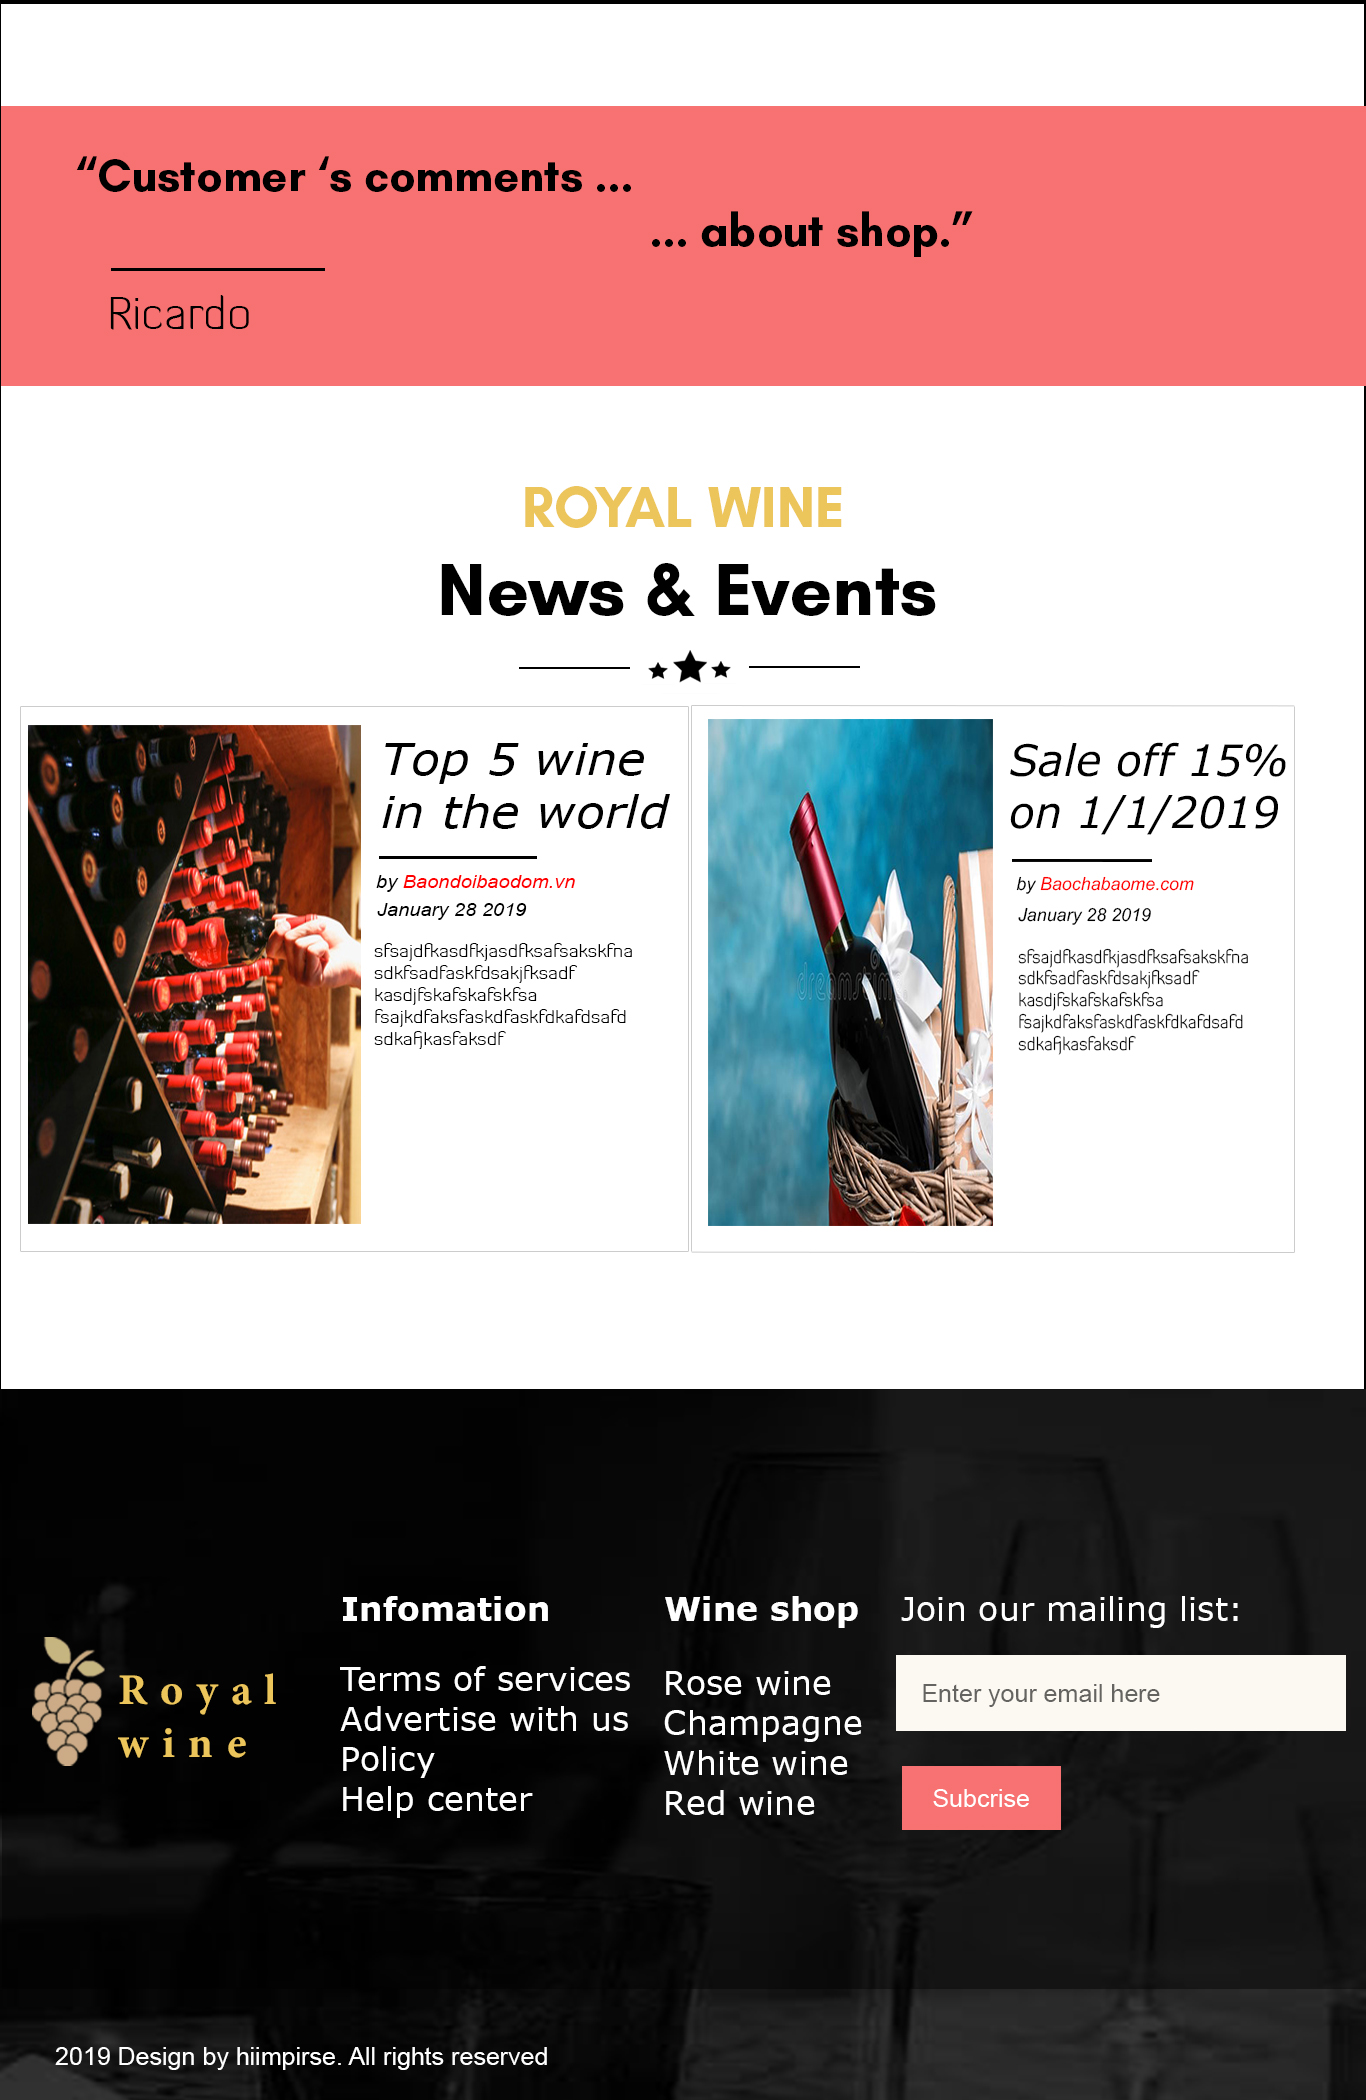 “Customer ‘s comments ...
... about shop.”
Ricardo
ROYAL WINE
News & Events
Top 5 wine
in the world
by Baondoibaodom.vn
January 28 2019
sfsajdfkasdfkjasdfksafsakskfna
sdkfsadfaskfdsakjfksadf
kasdjfskafskafskfsa
fsajkdfaksfaskdfaskfdkafdsafd
sdkafjkasfaksdf
dreamstime
Sale off 15%
on 1/1/2019
by Baochabaome.com
January 28 2019
sfsajdfkasdfkjasdfksafsakskfna
sdkfsadfaskfdsakjfksadf
kasdjfskafskafskfsa
fsajkdfaksfaskdfaskfdkafdsafd
sdkafjkasfaksdf
Royal
wine
Infomation
Terms of services
Advertise with us
Policy
Help center
Wine shop
Rose wine
Champagne
White wine
Red wine
Join our mailing list:
Enter your email here
Subcrise
2019 Design by hiimpirse. All rights reserved